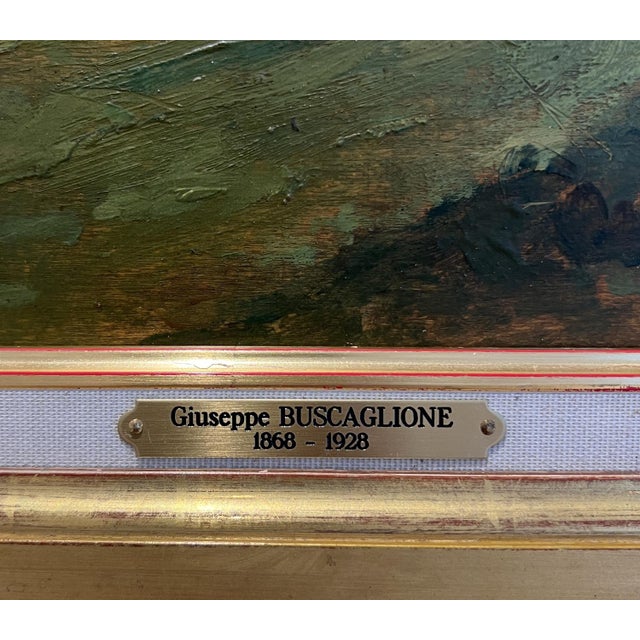 Giuseppe BUSCAGLIONE
1868 - 1928